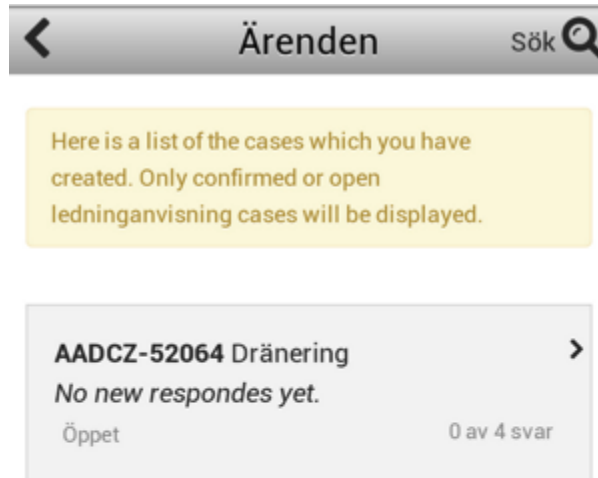 Ärenden Sök
Here is a list of the cases which you have
created. Only confirmed or open
ledninganvisning cases will be displayed.
AADCZ-52064 Dränering
No new respondes yet.
Öppet 0 av 4 svar